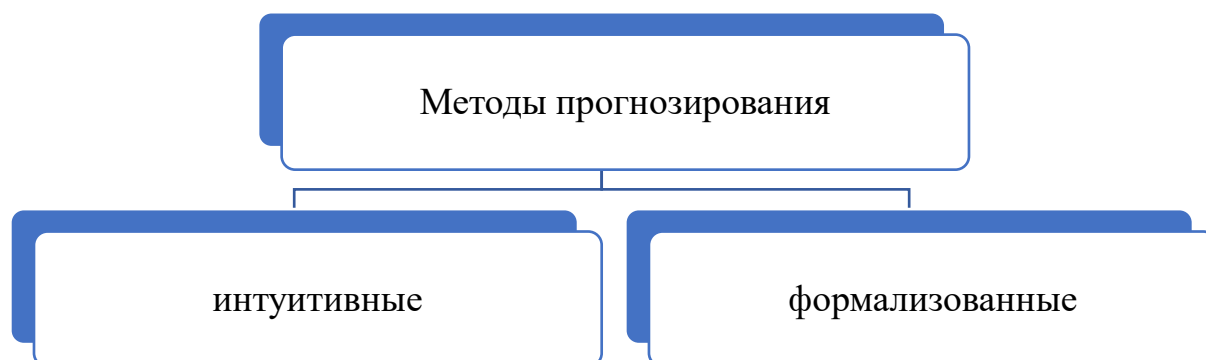 Методы прогнозирования
интуитивные
формализованные